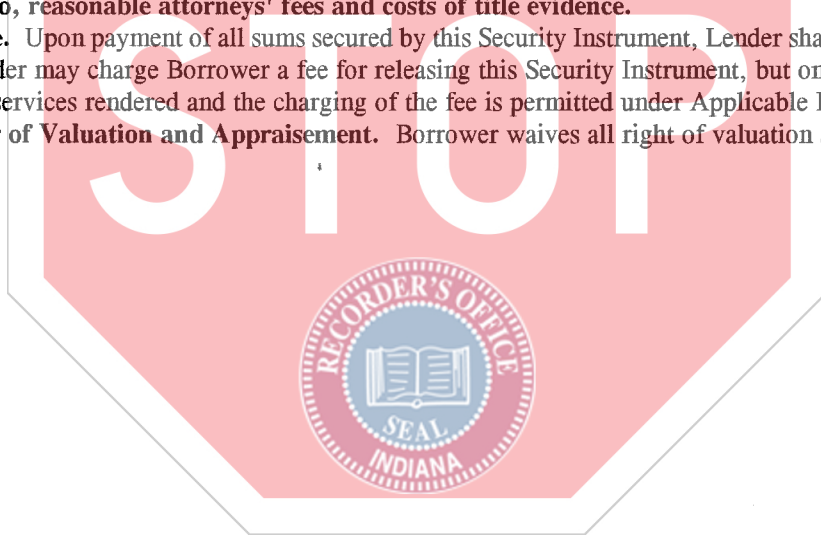 o, reasonable attorneys' fees and costs of title evidence.
e. Upon payment of all sums secured by this Security Instrument, Lender sha
der may charge Borrower a fee for releasing this Security Instrument, but on
services rendered and the charging of the fee is permitted under Applicable
r of Valuation and Appraisement. Borrower waives all right of valuation
STOP
RECORDER'S OFFICE
SEAL
INDIANA